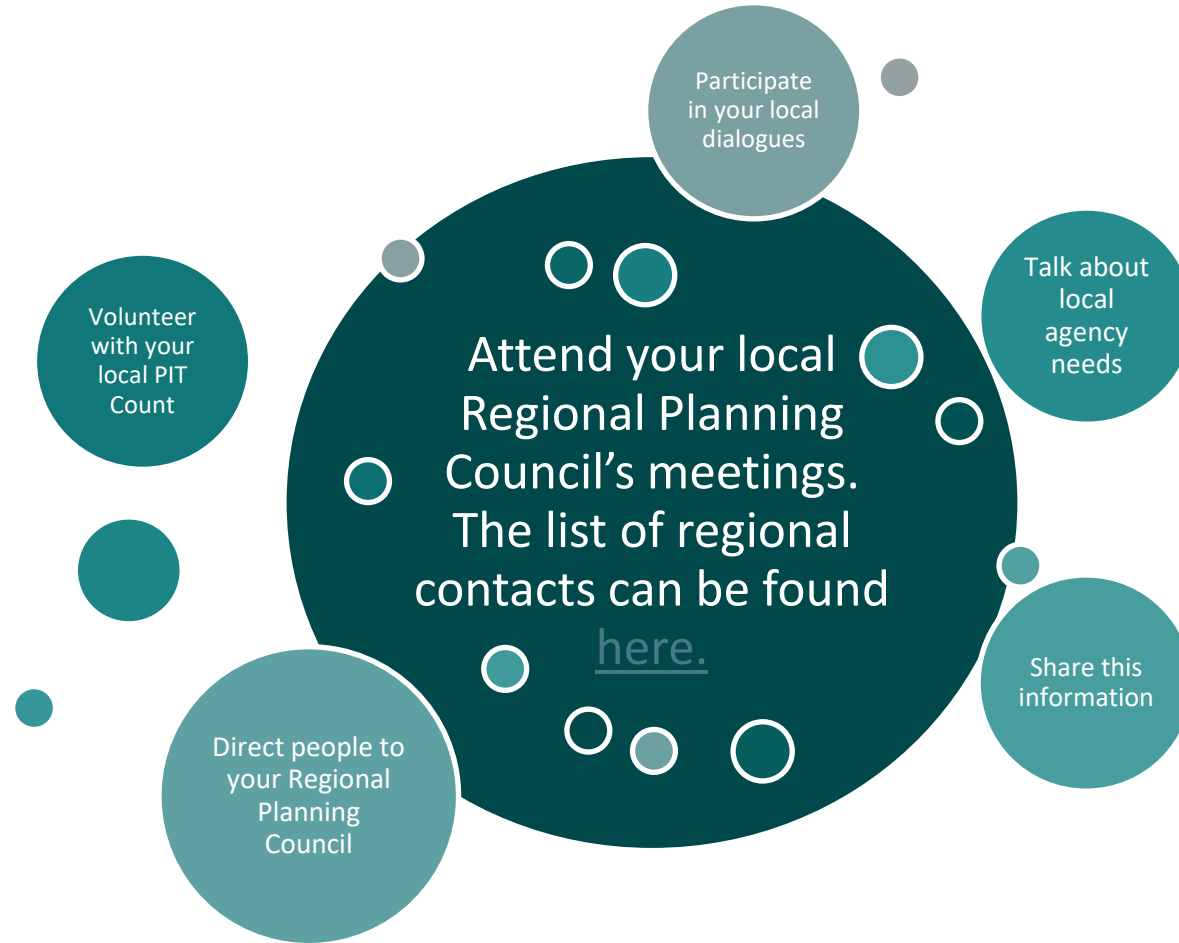 Participate
in your local
dialogues
Talk about
local
agency
needs
Volunteer
with your
local PIT
Count
Attend your local
Regional Planning
Council’s meetings.
The list of regional
contacts can be found
here.
Share this
information
Direct people to
your Regional
Planning
Council